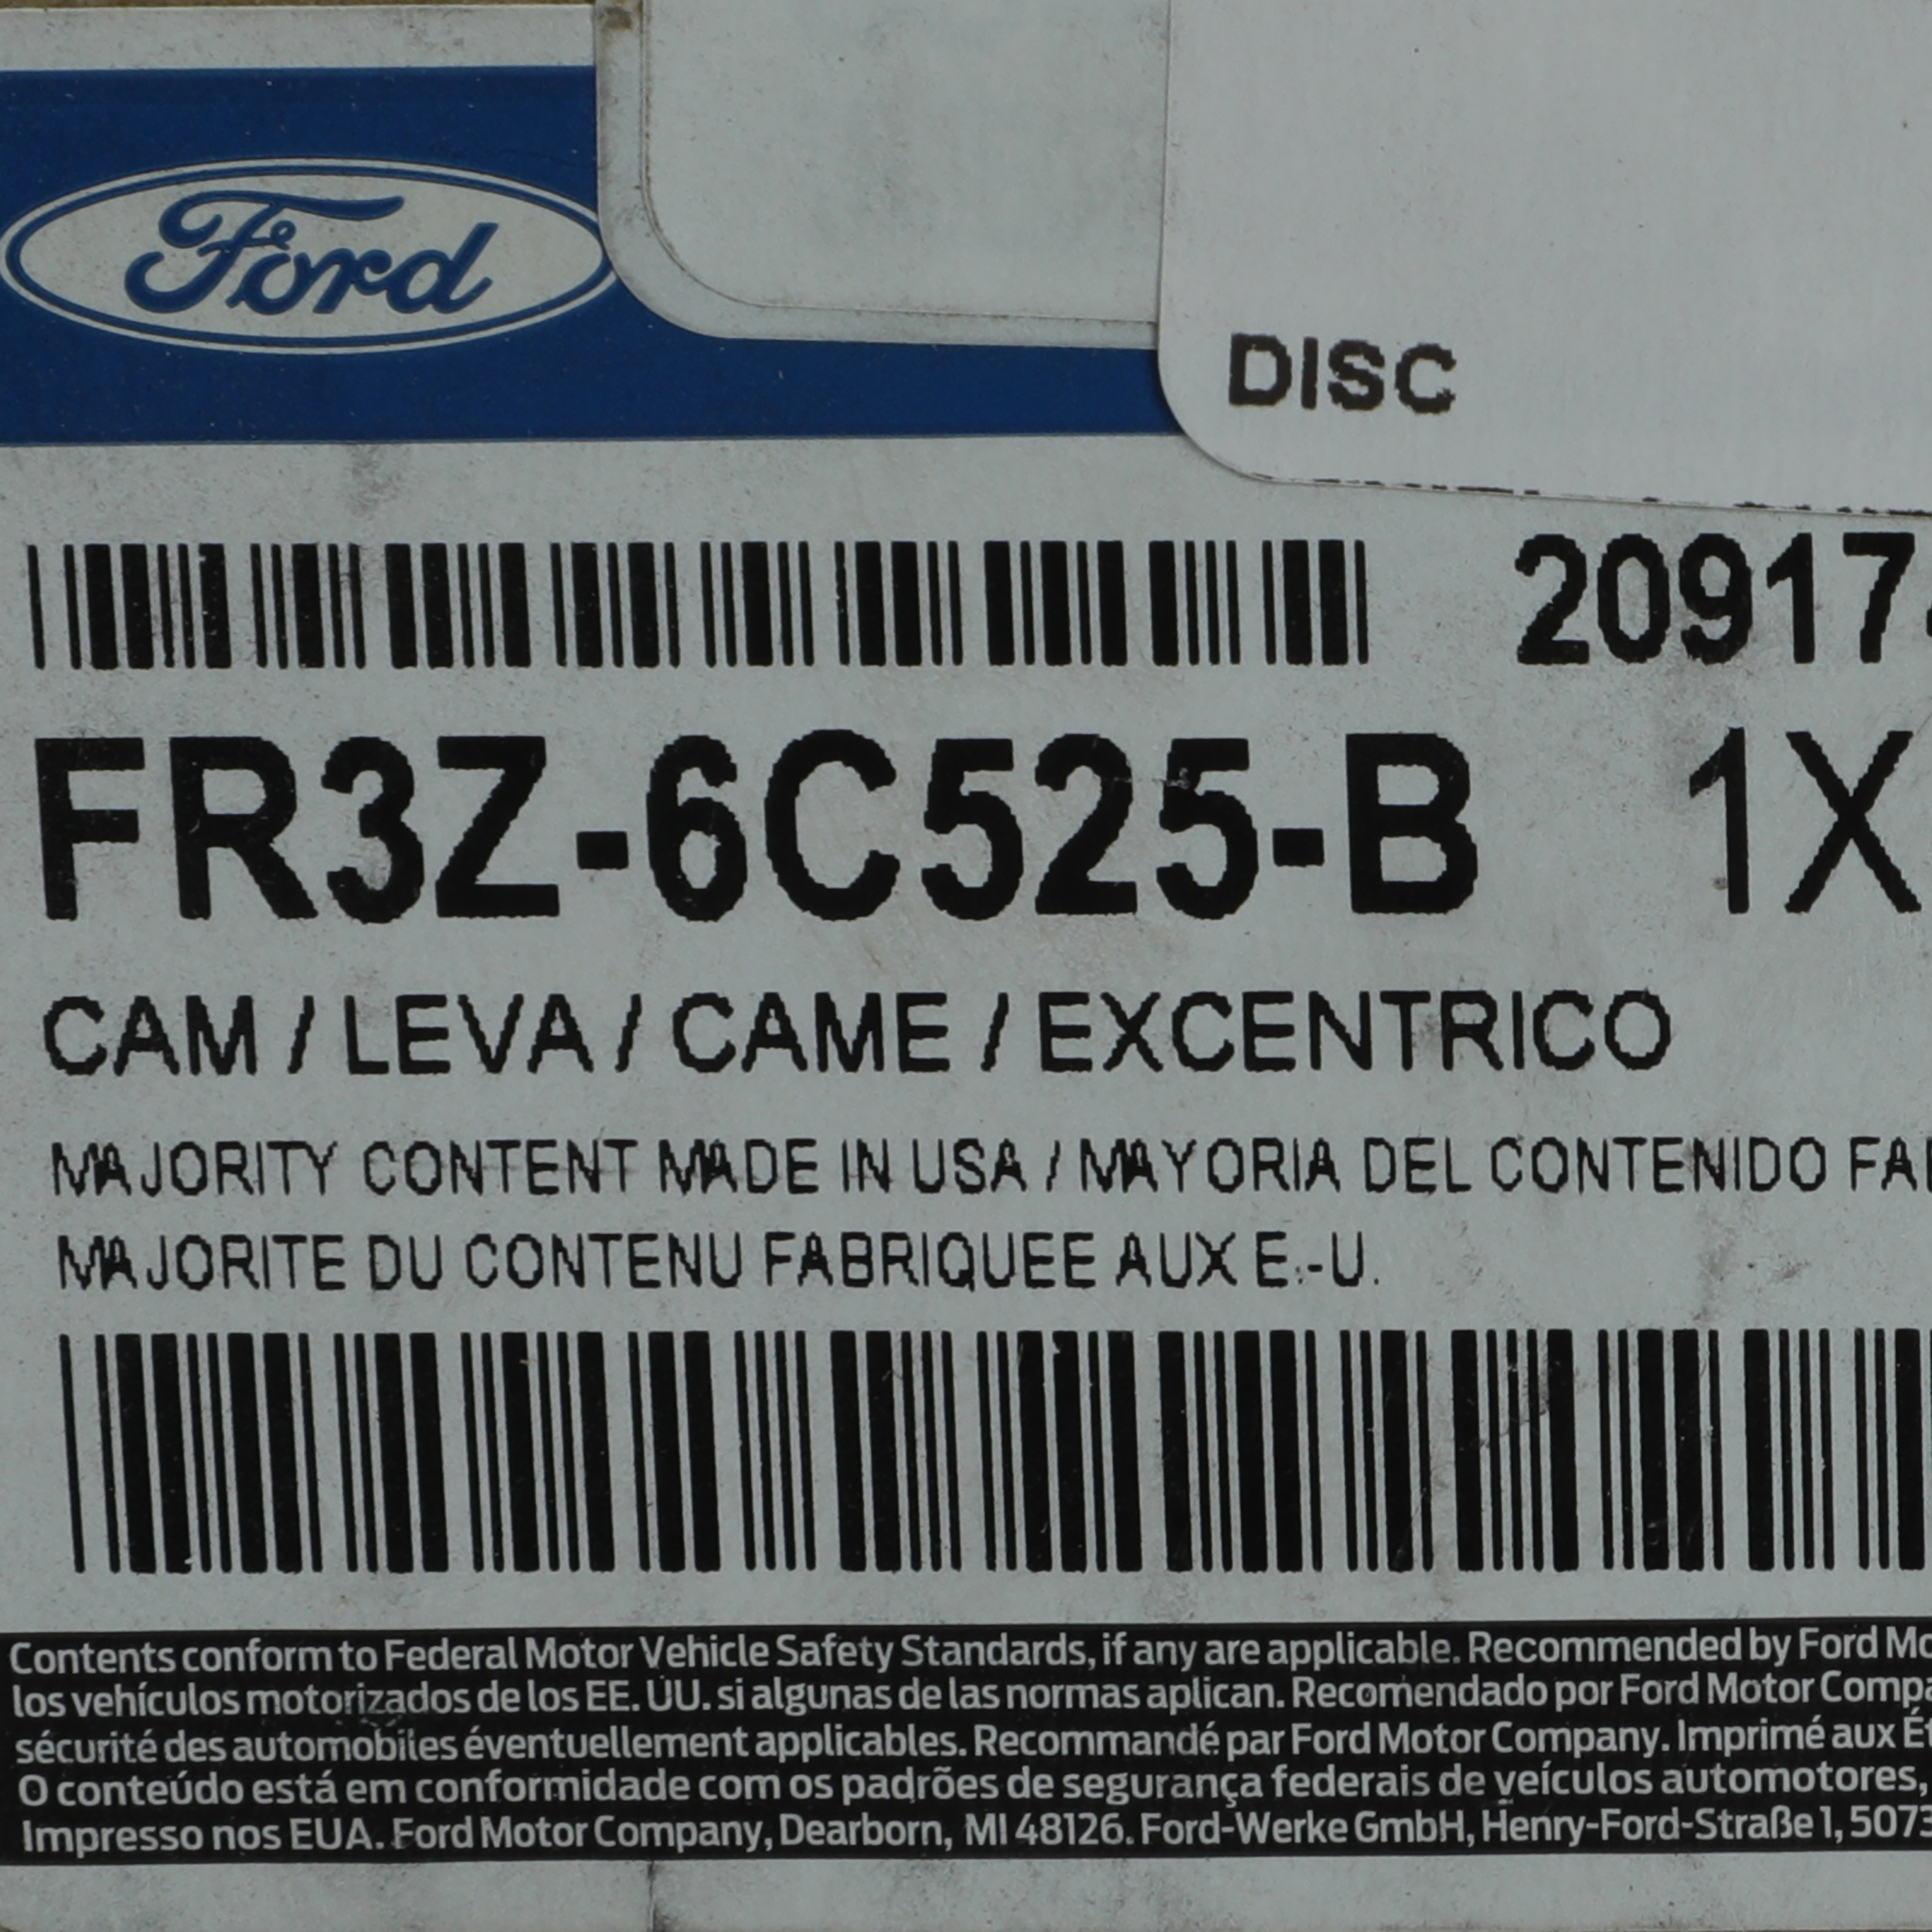 Ford
DISC
20917
FR3Z-6C525-B 1X
CAM / LEVA / CAME / EXCENTRICO
MAJORITY CONTENT MADE IN USA / MAYORIA DEL CONTENIDO
MAJORITE DU CONTENU FABRIQUEE AUX E.-U.
Contents conform to Federal Motor Vehicle Safety Standards, if any are applicable. Recommended by Ford
los vehículos motorizados de los EE. UU. si algunas de las normas aplican. Recomendado por Ford Motor
sécurité des automobiles éventuellement applicables. Recommandé par Ford Motor Company. Imprimé aux
O conteúdo está em conformidade com os padrões de segurança federais de veículos automotores,
Impresso nos EUA. Ford Motor Company, Dearborn, MI 48126. Ford-Werke GmbH, Henry-Ford-Straße 1,